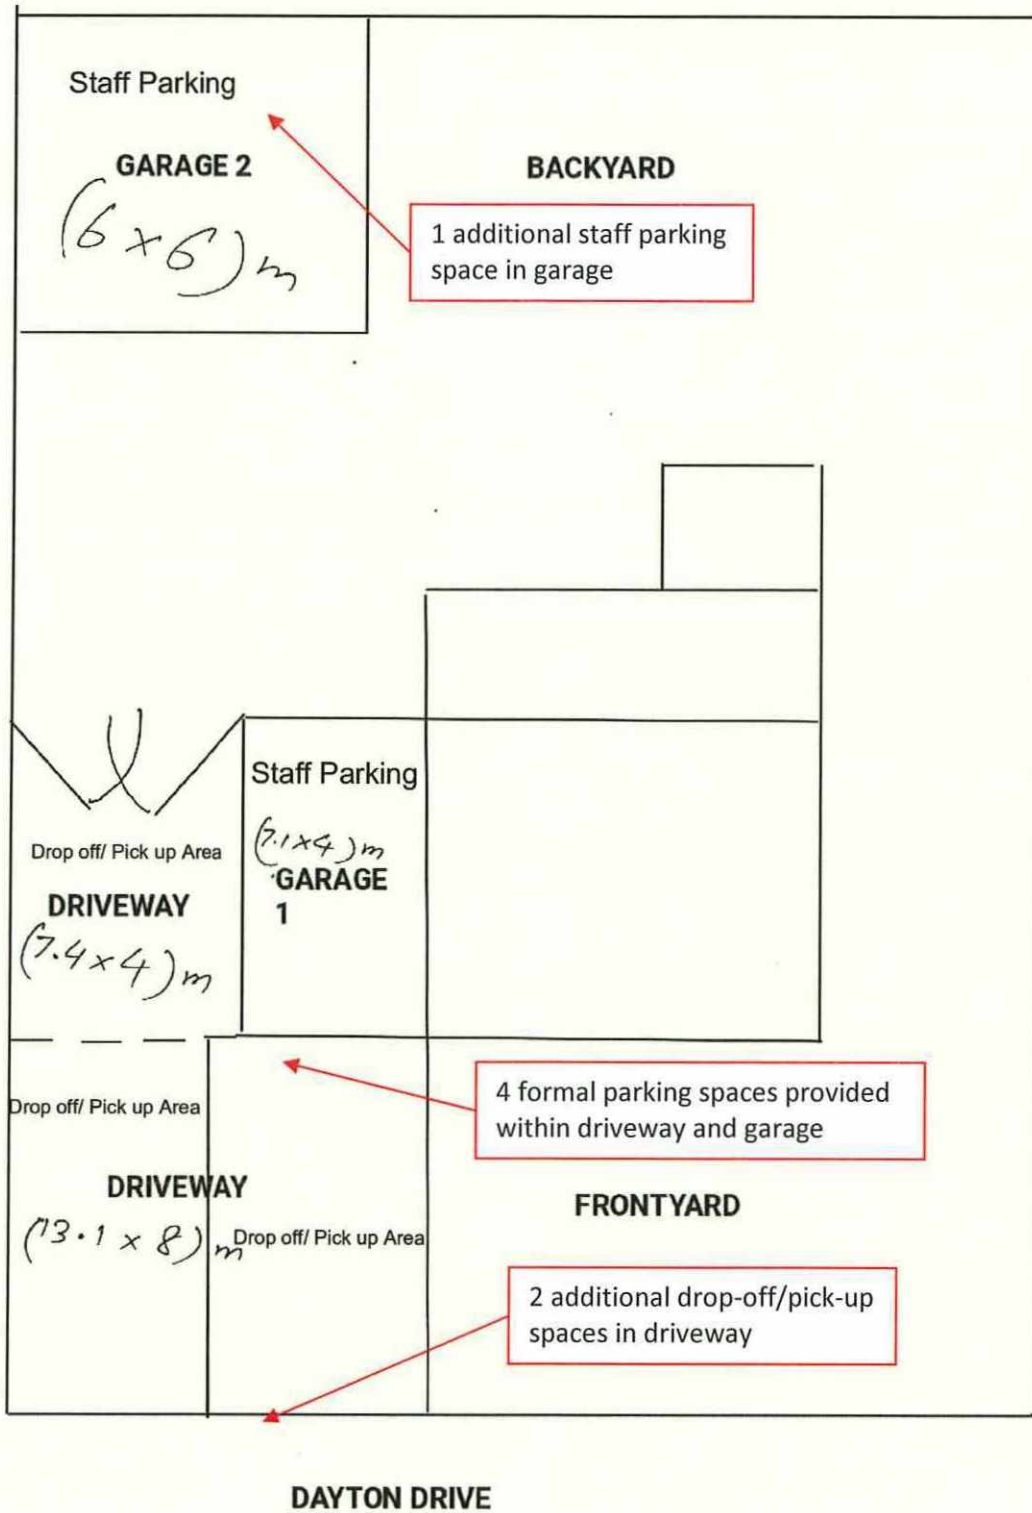 Staff Parking
GARAGE 2
(6 x 6) m
BACKYARD
1 additional staff parking
space in garage
Staff Parking
(7.1 x 4) m
GARAGE
1
Drop off/ Pick up Area
DRIVEWAY
(7.4 x 4) m
4 formal parking spaces provided
within driveway and garage
Drop off/ Pick up Area
DRIVEWAY
(13.1 x 8) m
Drop off/ Pick up Area
FRONTYARD
2 additional drop-off/pick-up
spaces in driveway
DAYTON DRIVE